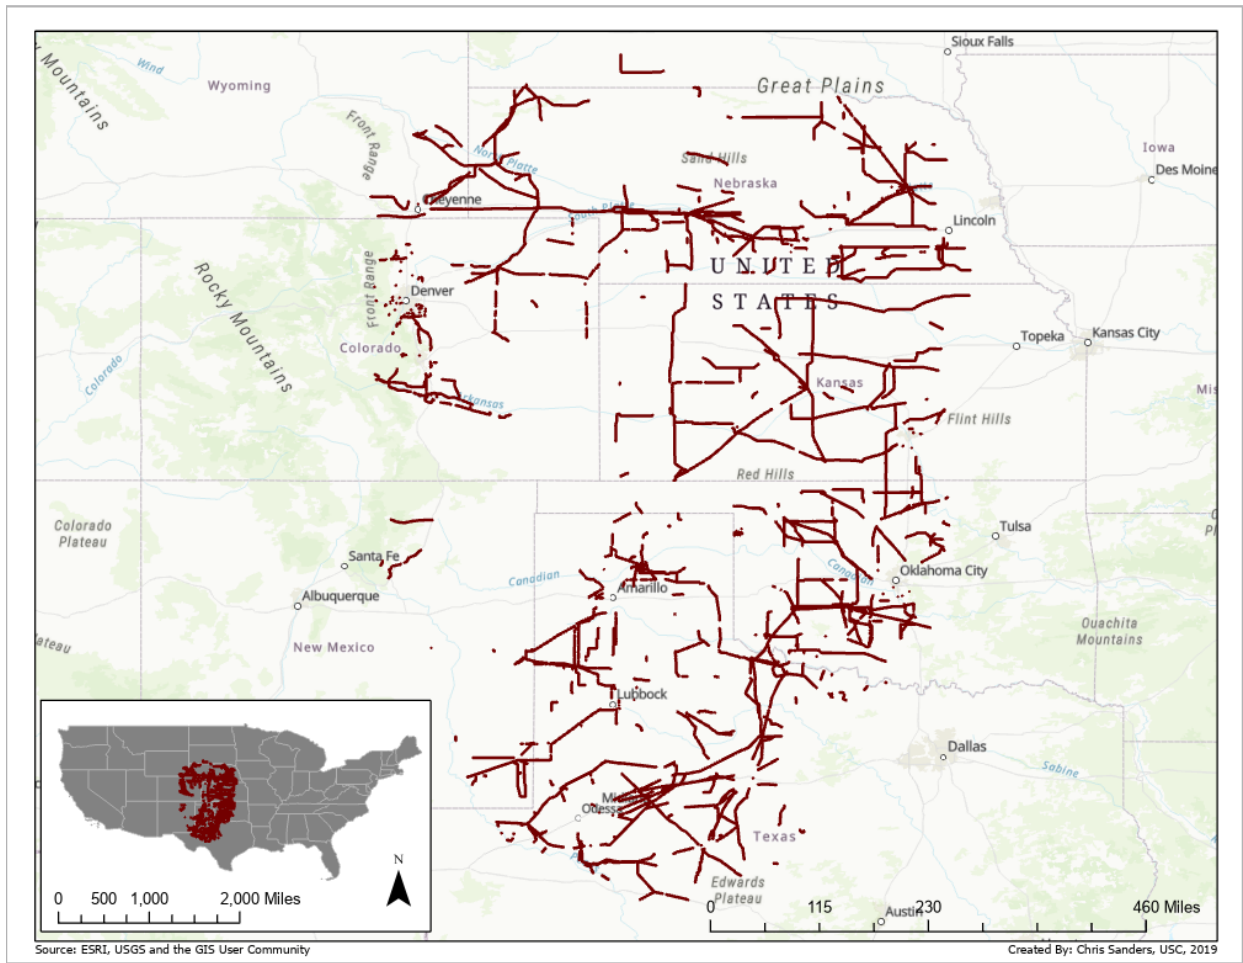 Sioux Falls
Mountains
Wind
Wyoming
Great Plains
Front Range
Iowa
North Platte
Sand Hills
Nebraska
Des Moine
Cheyenne
South Platte
Lincoln
Rocky Mountains
Front Range
UNITED
STATES
Denver
Colorado
Colorado
Topeka
Kansas City
Kansas
Mis
Arkansas
Flint Hills
Red Hills
Colorado
Plateau
Tulsa
Santa Fe
Canadian
Canadian
Oklahoma City
Amarillo
Albuquerque
Ouachita
Mountains
ateau
New Mexico
Lubbock
Dallas
Sabine
Odessa
Texas
Edwards
Plateau
Austin
N
0 500 1,000 2,000 Miles
0 115 230 460 Miles
Source: ESRI, USGS and the GIS User Community
Created By: Chris Sanders, USC, 2019